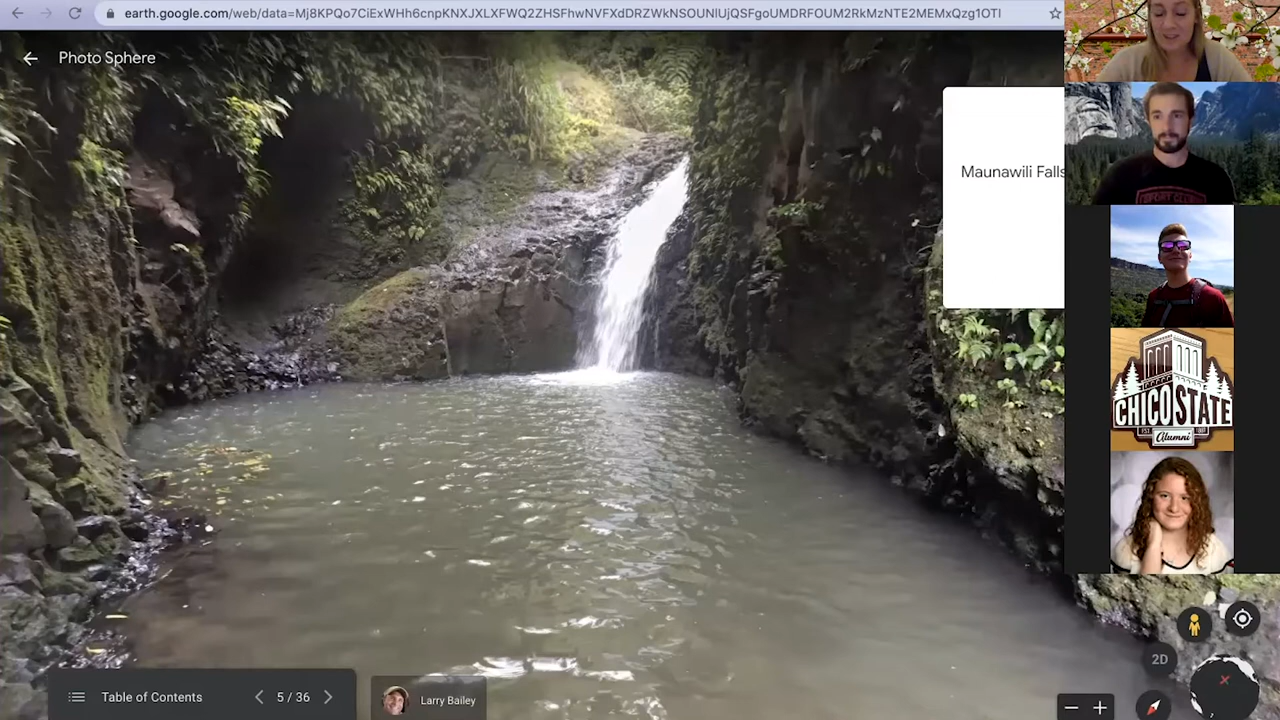 earth.google.com/web/data=Mj8KPQo7CiExWHh6cnpKNXJXLXFWQ2ZHSFhwNVFXdDRZWkNSOUNlUjQSFgoUMDRFOUM2RkMzNTE2MEMxQzg1OTI
Photo Sphere
Maunawili Falls
CHICO STATE
Alumni
Table of Contents
5 / 36
Larry Bailey
2D